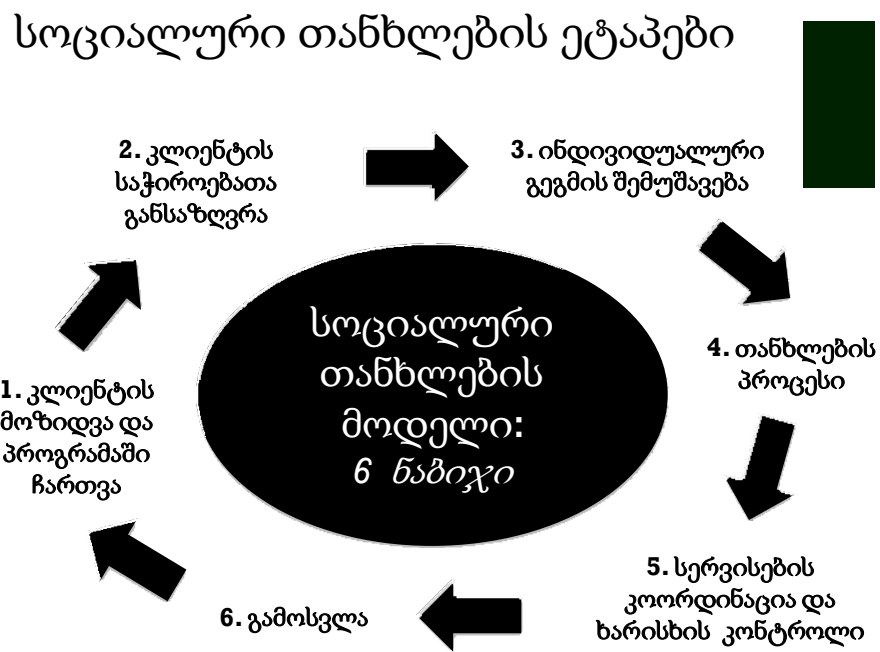 სოციალური თანხლების ეტაპები
2. კლიენტის
საჭიროებათა
განსაზღვრა
3. ინდივიდუალური
გეგმის შემუშავება
სოციალური
თანხლების
მოდელი:
6 ნაბიჯი
4. თანხლების
პროცესი
1. კლიენტის
მოზიდვა და
პროგრამაში
ჩართვა
5. სერვისების
კოორდინაცია და
ხარისხის კონტროლი
6. გამოსვლა